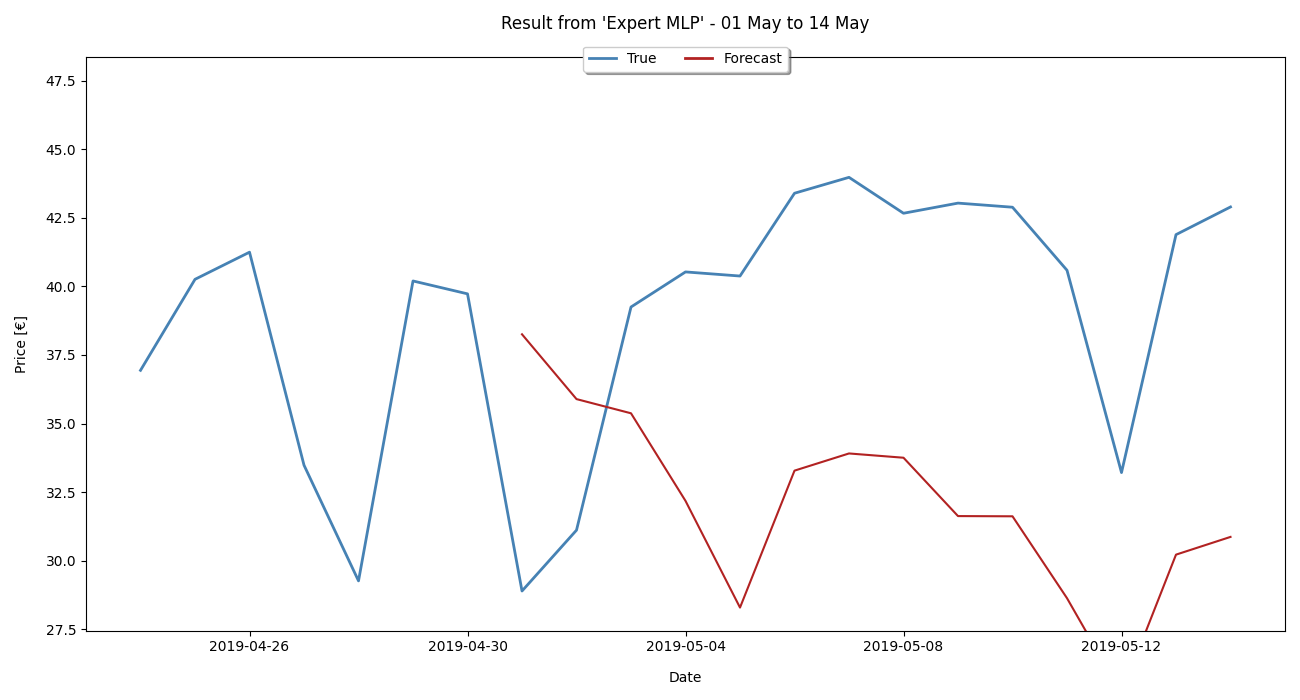 Result from 'Expert MLP' - 01 May to 14 May
True Forecast
47.5
45.0
42.5
40.0
37.5
35.0
32.5
30.0
27.5
Price [€]
2019-04-26 2019-04-30 2019-05-04 2019-05-08 2019-05-12
Date